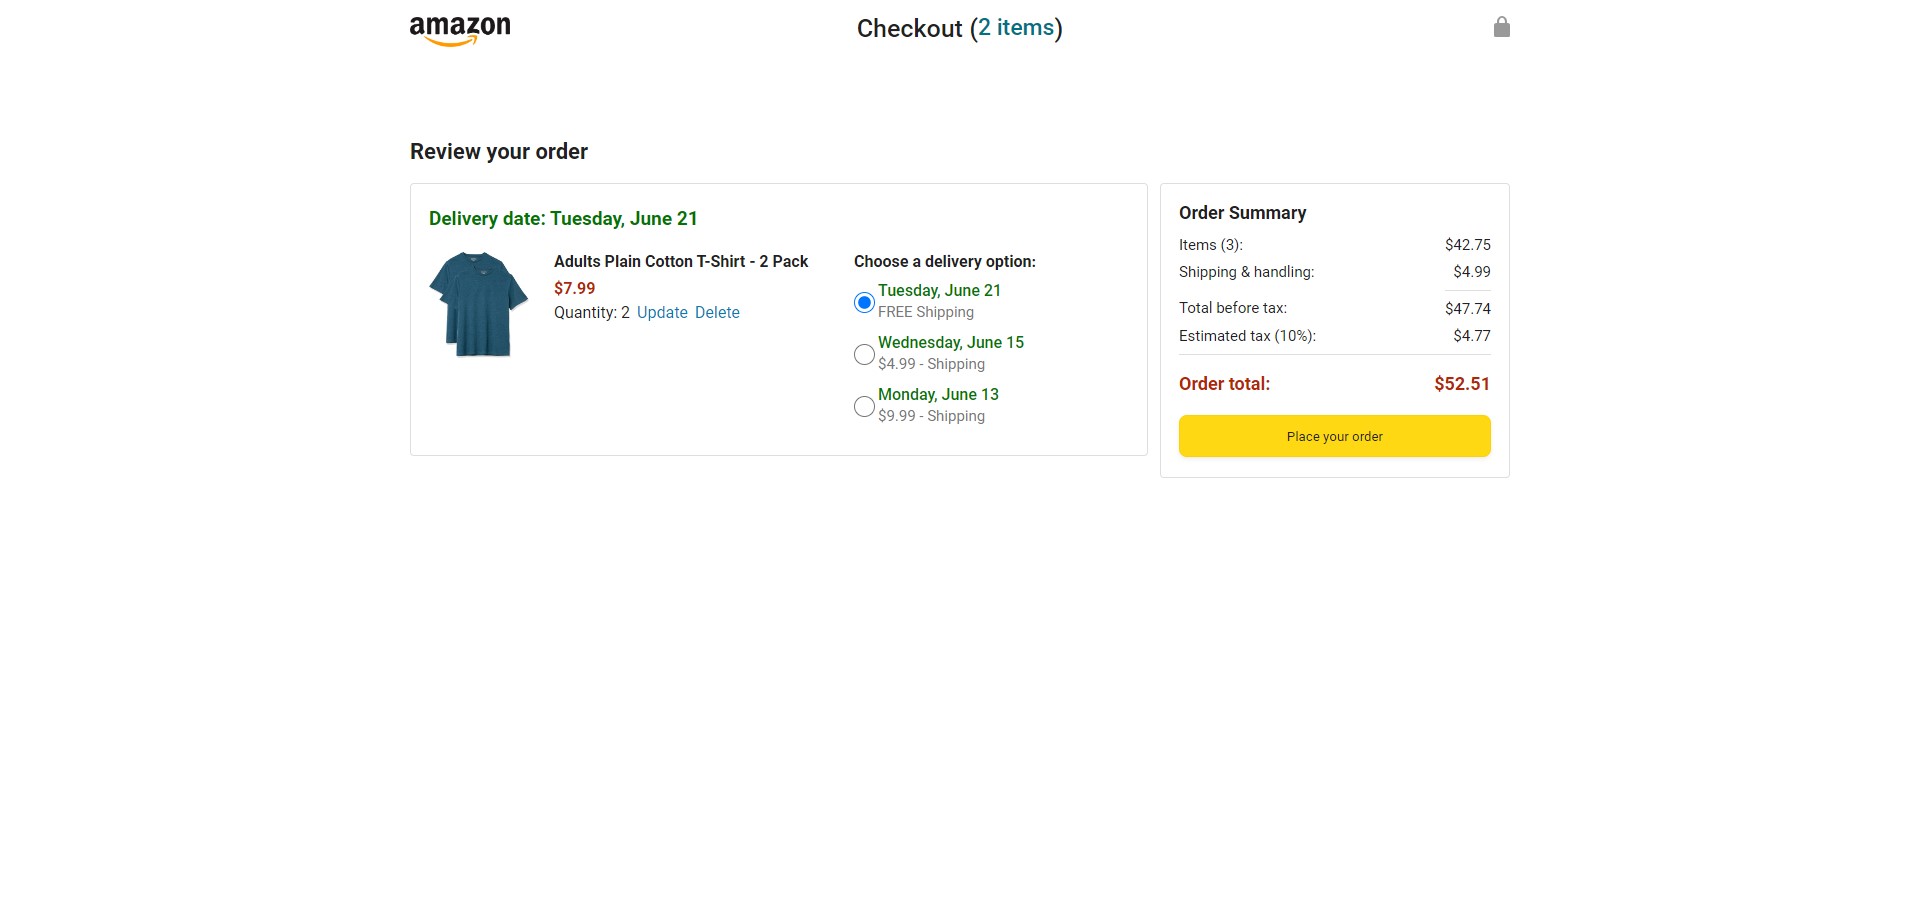 amazon
Checkout (2 items)
Review your order
Delivery date: Tuesday, June 21
Adults Plain Cotton T-Shirt - 2 Pack
$7.99
Quantity: 2 Update Delete
Choose a delivery option:
Tuesday, June 21
FREE Shipping
Wednesday, June 15
$4.99 - Shipping
Monday, June 13
$9.99 - Shipping
Order Summary
Items (3): $42.75
Shipping & handling: $4.99
Total before tax: $47.74
Estimated tax (10%): $4.77
Order total: $52.51
Place your order